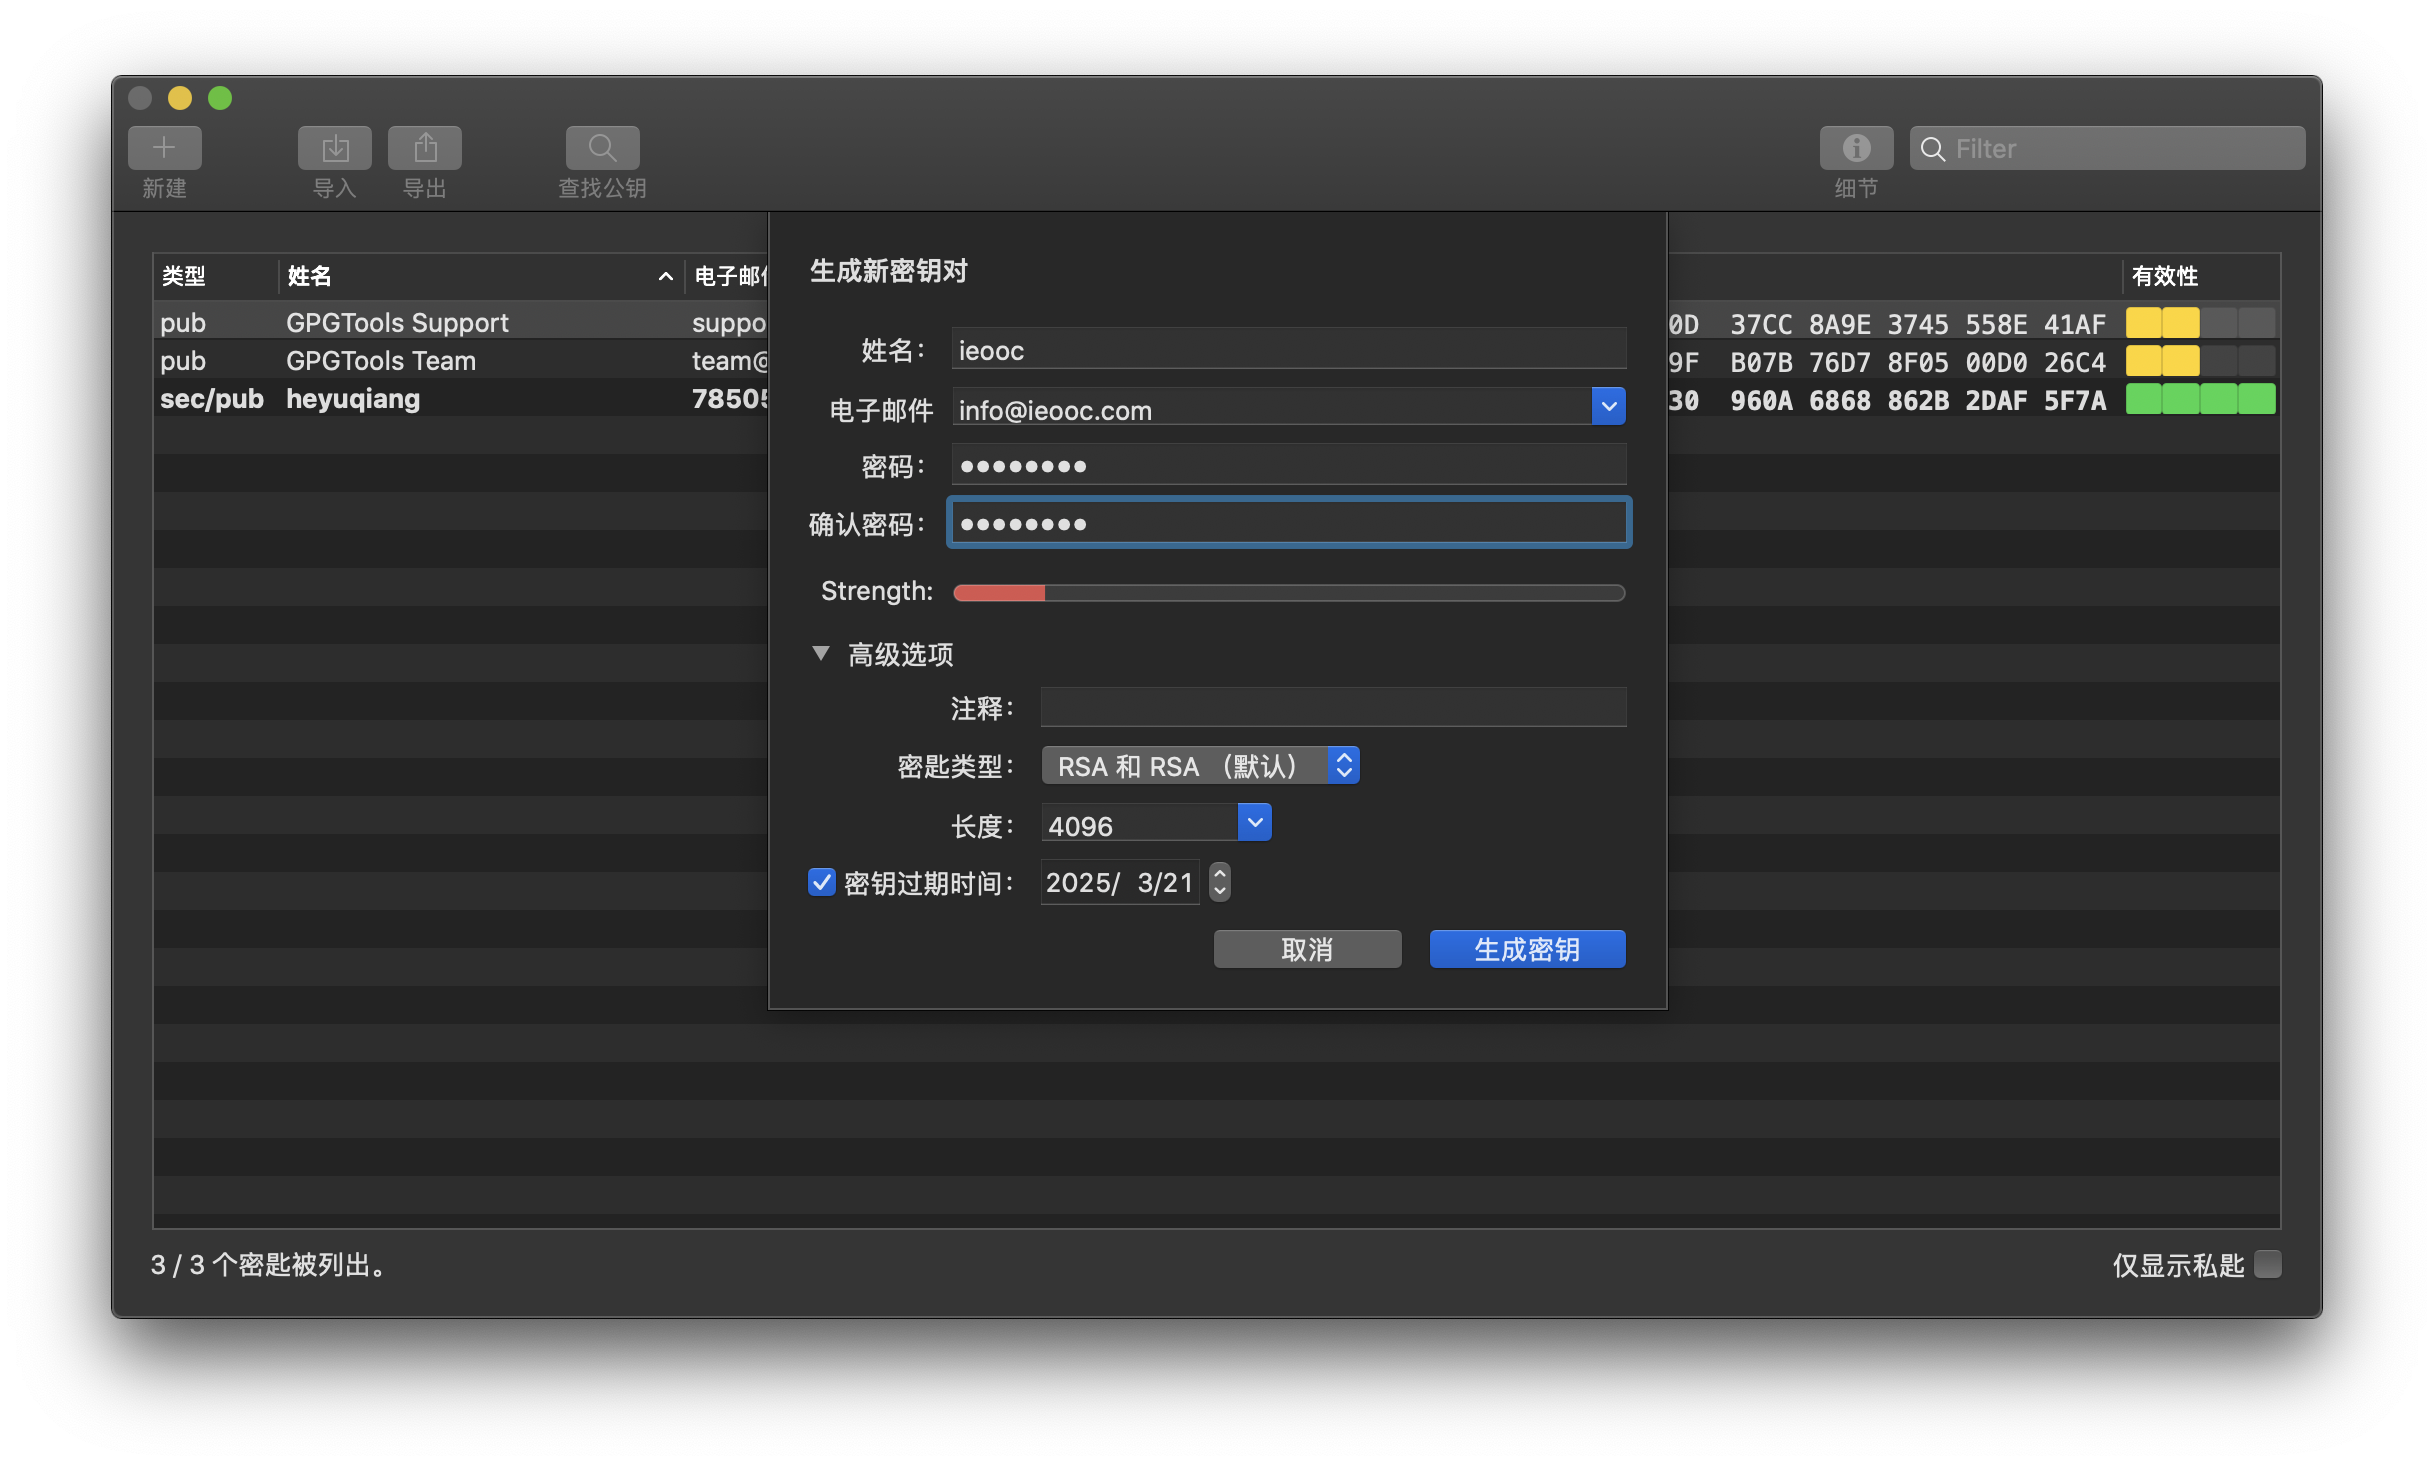 新建
导入
导出
查找公钥
细节
Filter
类型 姓名 电子邮 有效性
pub GPGTools Support suppo 0D 37CC 8A9E 3745 558E 41AF
pub GPGTools Team team@ 9F B07B 76D7 8F05 00D0 26C4
sec/pub heyuqiang 7850 30 960A 6868 862B 2DAF 5F7A
生成新密钥对
姓名： ieooc
电子邮件 info@ieooc.com
密码： ●●●●●●●●
确认密码： ●●●●●●●●
Strength:
高级选项
注释：
密匙类型： RSA 和 RSA （默认）
长度： 4096
密钥过期时间： 2025/ 3/21
取消 生成密钥
3 / 3 个密匙被列出。
仅显示私匙